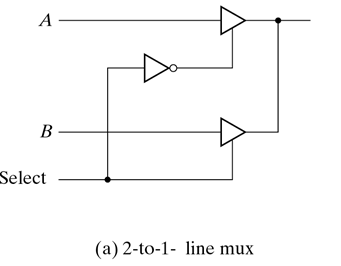 A
B
Select
(a) 2-to-1- line mux